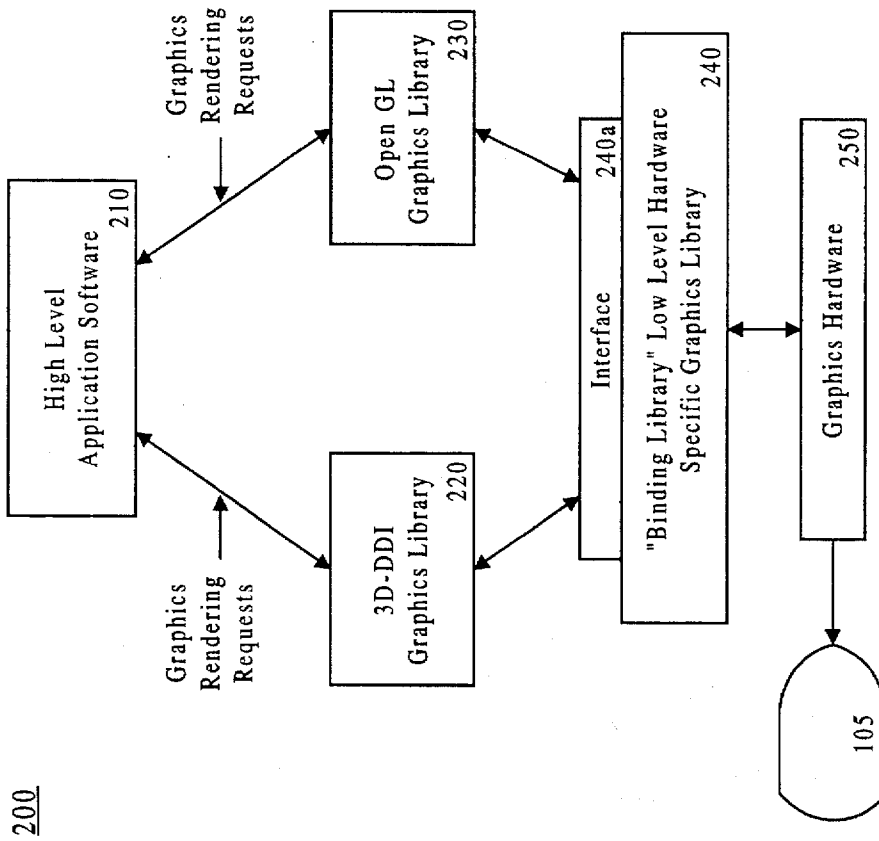 200
High Level
Application Software
210
Graphics
Rendering
Requests
Graphics
Rendering
Requests
3D-DDI
Graphics Library
220
Open GL
Graphics Library
230
Interface
240a
"Binding Library" Low Level Hardware
Specific Graphics Library
240
Graphics Hardware
250
105